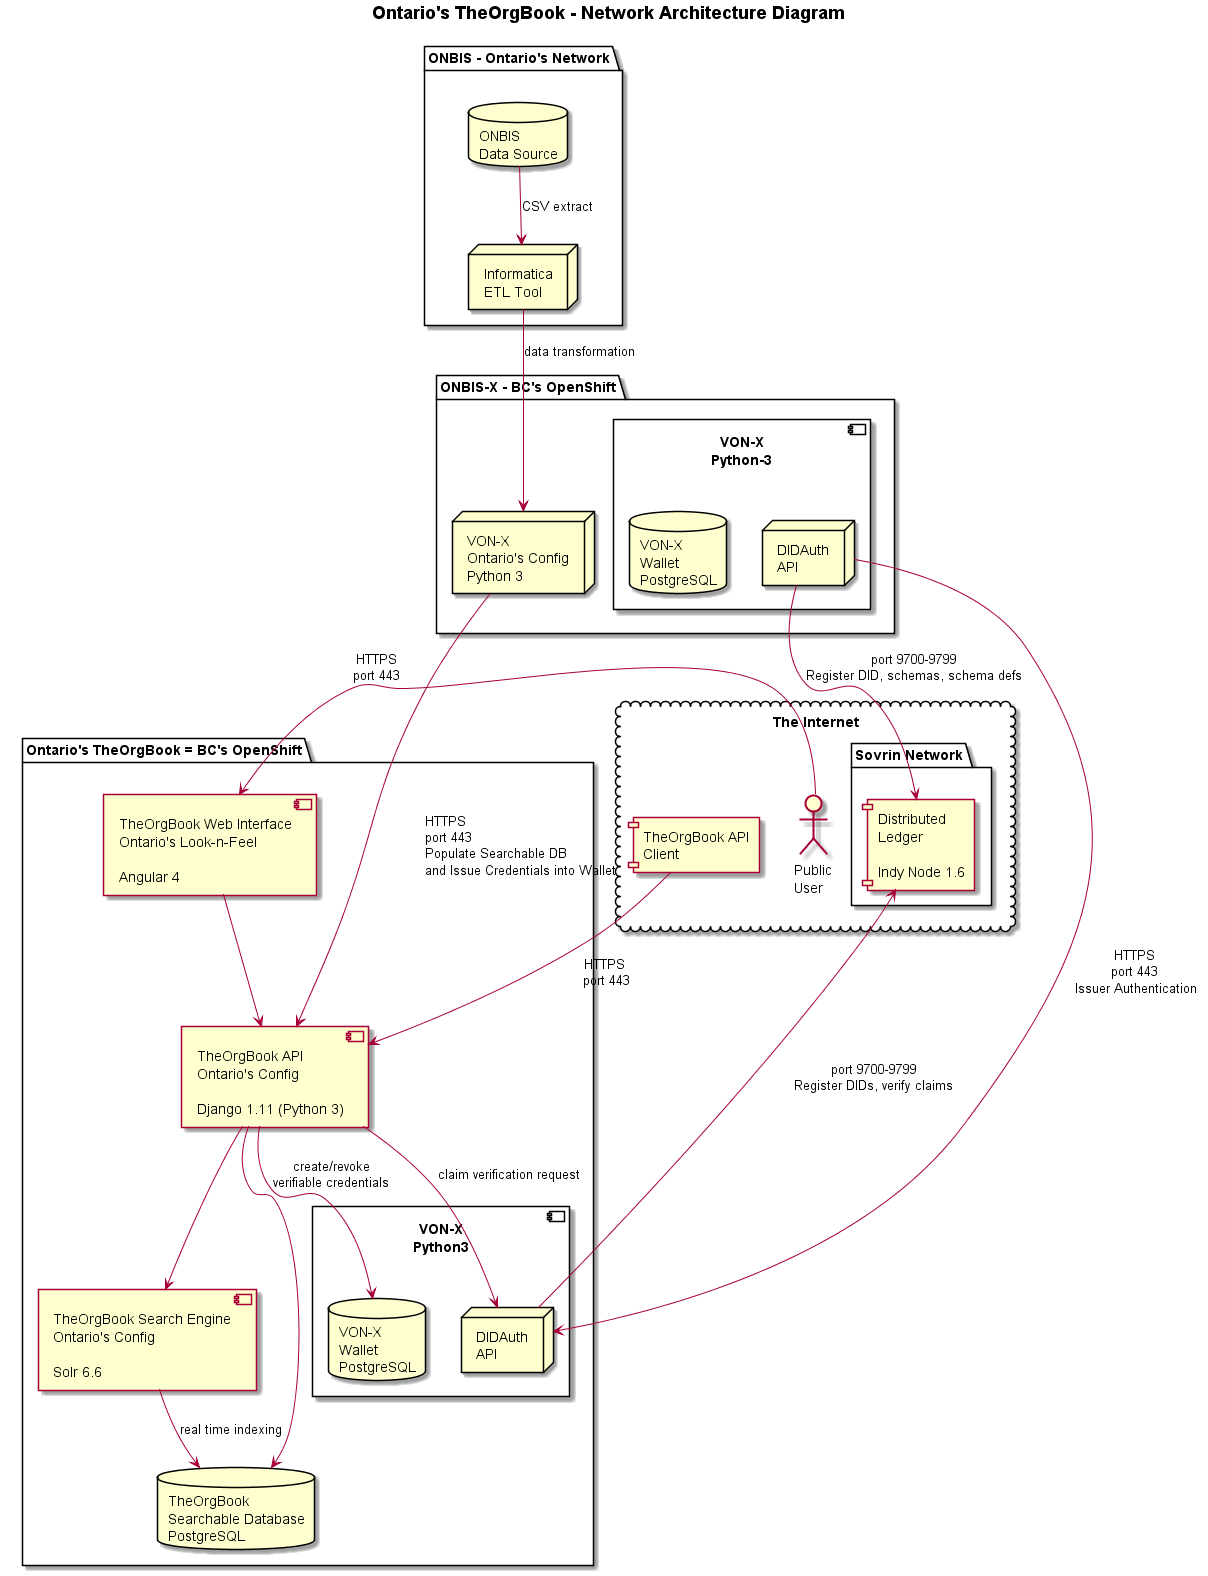 Ontario's TheOrgBook - Network Architecture Diagram
ONBIS - Ontario's Network
ONBIS
Data Source
CSV extract
Informatica
ETL Tool
data transformation
ONBIS-X - BC's OpenShift
VON-X
Python-3
VON-X
Ontario's Config
Python 3
VON-X
Wallet
PostgreSQL
DIDAuth
API
HTTPS
port 443
port 9700-9799
Register DID, schemas, schema defs
The Internet
Sovrin Network
Distributed
Ledger
Indy Node 1.6
TheOrgBook API
Client
Public
User
Ontario's TheOrgBook = BC's OpenShift
TheOrgBook Web Interface
Ontario's Look-n-Feel
Angular 4
HTTPS
port 443
Populate Searchable DB
and Issue Credentials into Wallet
HTTPS
port 443
HTTPS
port 443
Issuer Authentication
TheOrgBook API
Ontario's Config
Django 1.11 (Python 3)
port 9700-9799
Register DIDs, verify claims
create/revoke
verifiable credentials
claim verification request
VON-X
Python3
VON-X
Wallet
PostgreSQL
DIDAuth
API
TheOrgBook Search Engine
Ontario's Config
Solr 6.6
real time indexing
TheOrgBook
Searchable Database
PostgreSQL